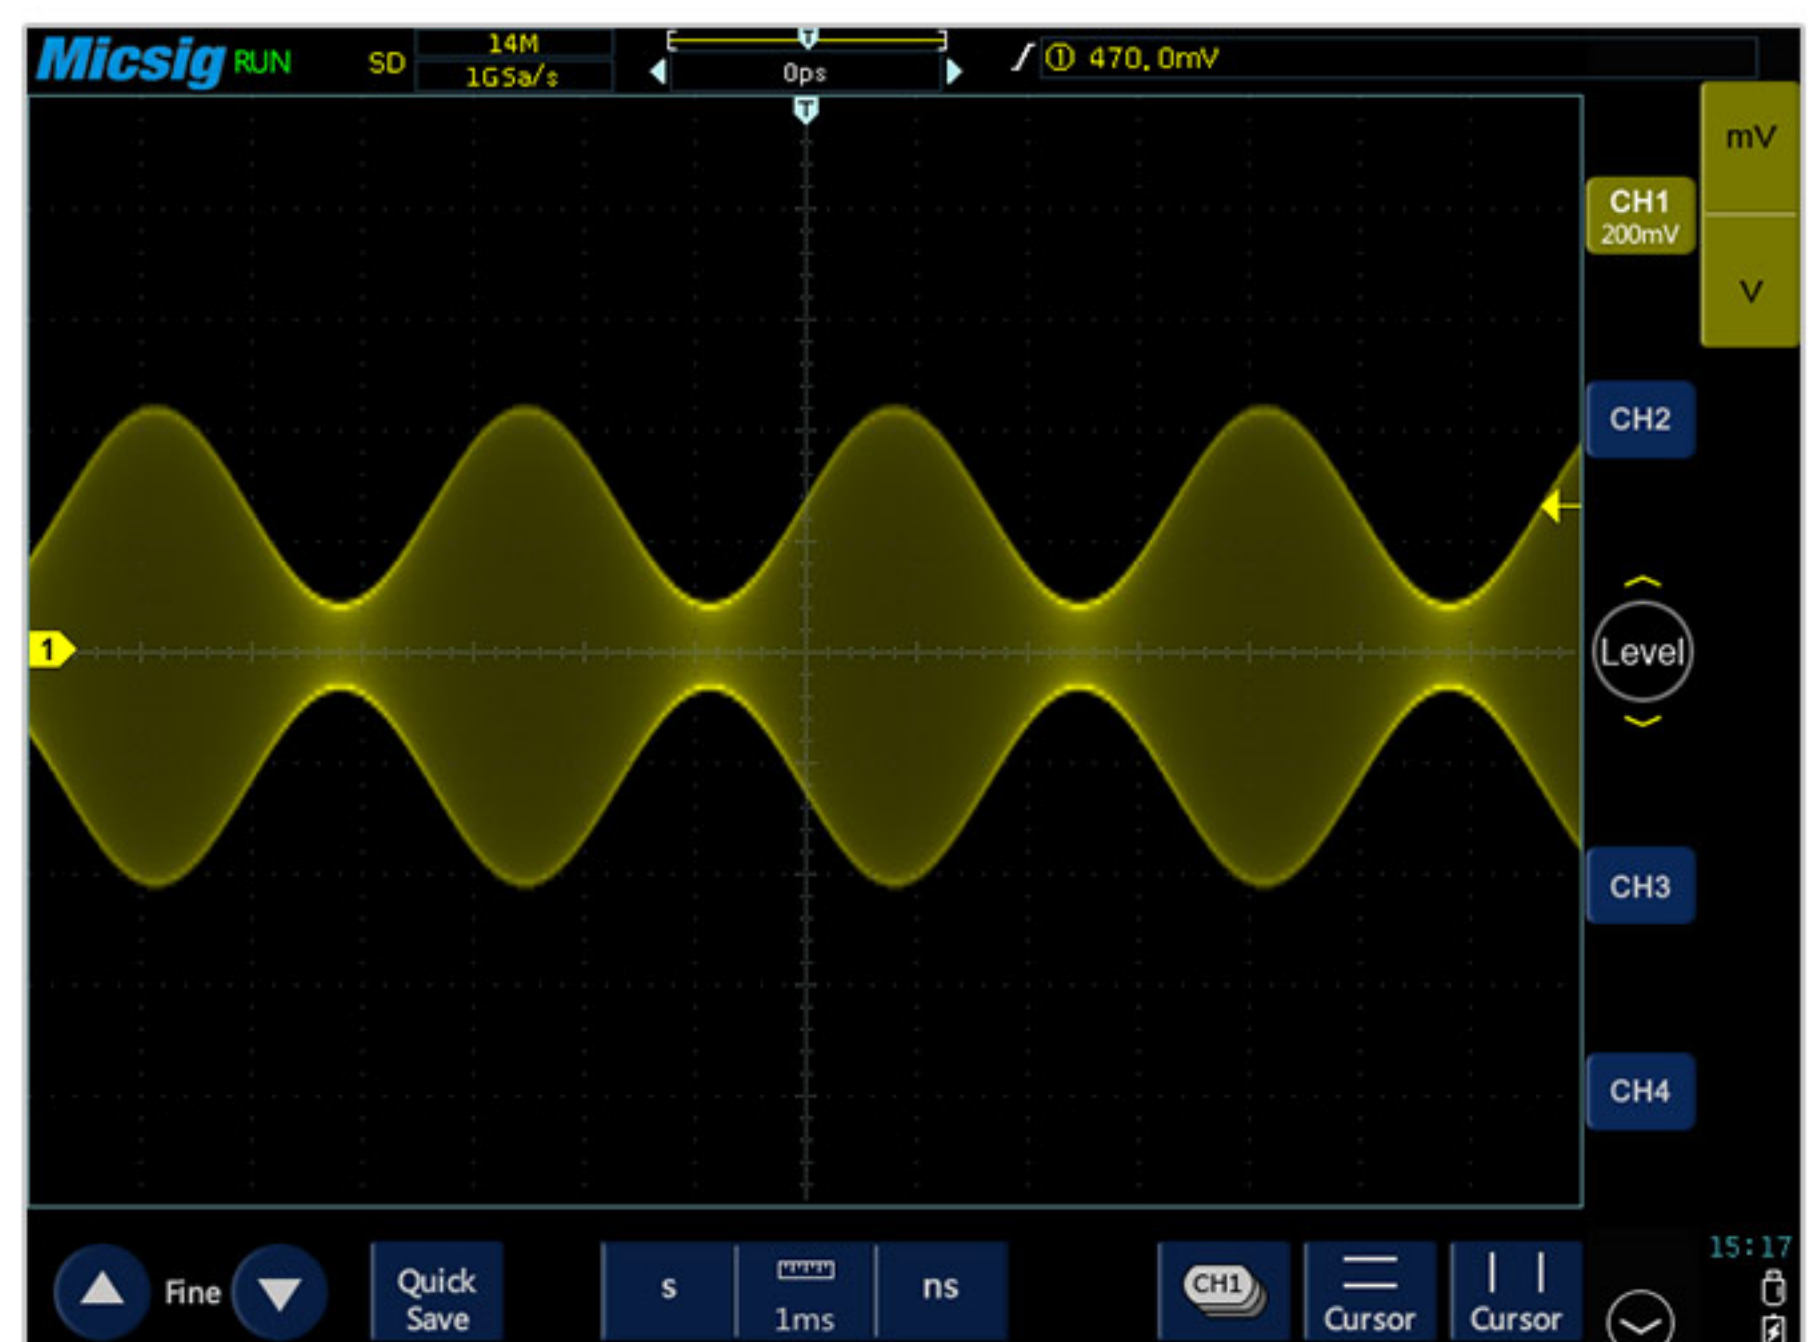 Micsig RUN SD 14M
1GSa/s
T
0ps
① 470.0mV
T
mV
CH1
200mV
V
CH2
1
Level
CH3
CH4
15:17
Fine
Quick
Save
s
1ms
ns
CH1
Cursor
Cursor